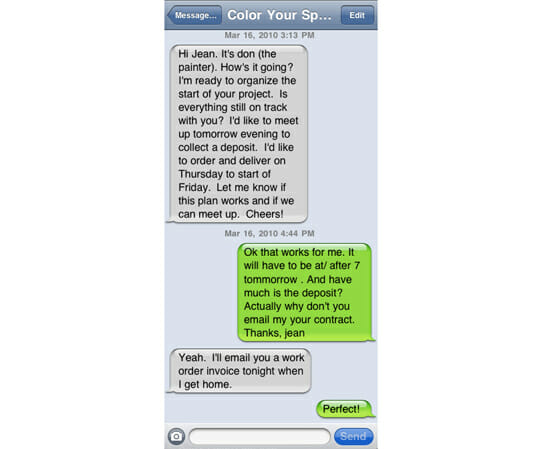 Message...
Color Your Sp...
Edit
Mar 16, 2010 3:13 PM
Hi Jean. It's don (the
painter). How's it going?
I'm ready to organize the
start of your project. Is
everything still on track
with you? I'd like to meet
up tomorrow evening to
collect a deposit. I'd like
to order and deliver on
Thursday to start of
Friday. Let me know if
this plan works and if we
can meet up. Cheers!
Mar 16, 2010 4:44 PM
Ok that works for me. It
will have to be at/ after 7
tommorrow . And have
much is the deposit?
Actually why don't you
email my your contract.
Thanks, jean
Yeah. I'll email you a work
order invoice tonight when
I get home.
Perfect!
Send